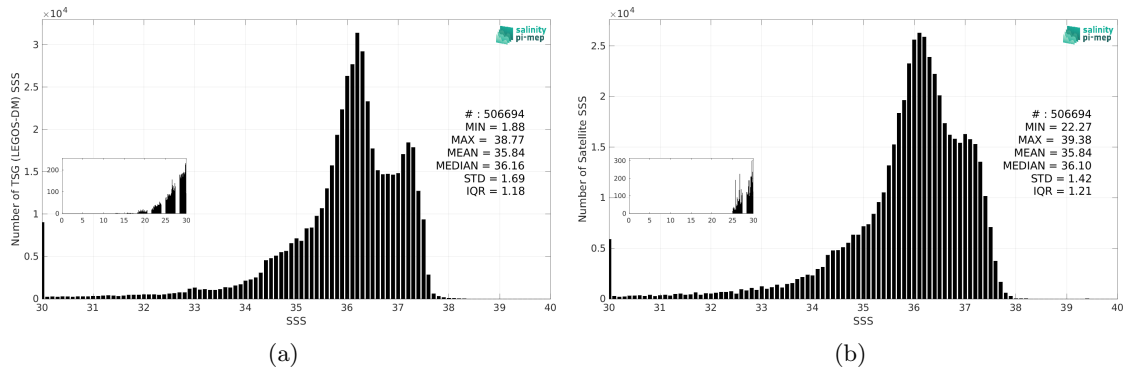 ×10⁴
3
2.5
2
1.5
1
0.5
0
Number of TSG (LEGOS-DM) SSS
salinity
pi-mep
# : 506694
MIN = 1.88
MAX = 38.77
MEAN = 35.84
MEDIAN = 36.16
STD = 1.69
IQR = 1.18
200
100
0
0 5 10 15 20 25 30
30 31 32 33 34 35 36 37 38 39 40
SSS
(a)
×10⁴
2.5
2
1.5
1
0.5
0
Number of Satellite SSS
salinity
pi-mep
# : 506694
MIN = 22.27
MAX = 39.38
MEAN = 35.84
MEDIAN = 36.10
STD = 1.42
IQR = 1.21
300
200
100
0
0 5 10 15 20 25 30
30 31 32 33 34 35 36 37 38 39 40
SSS
(b)